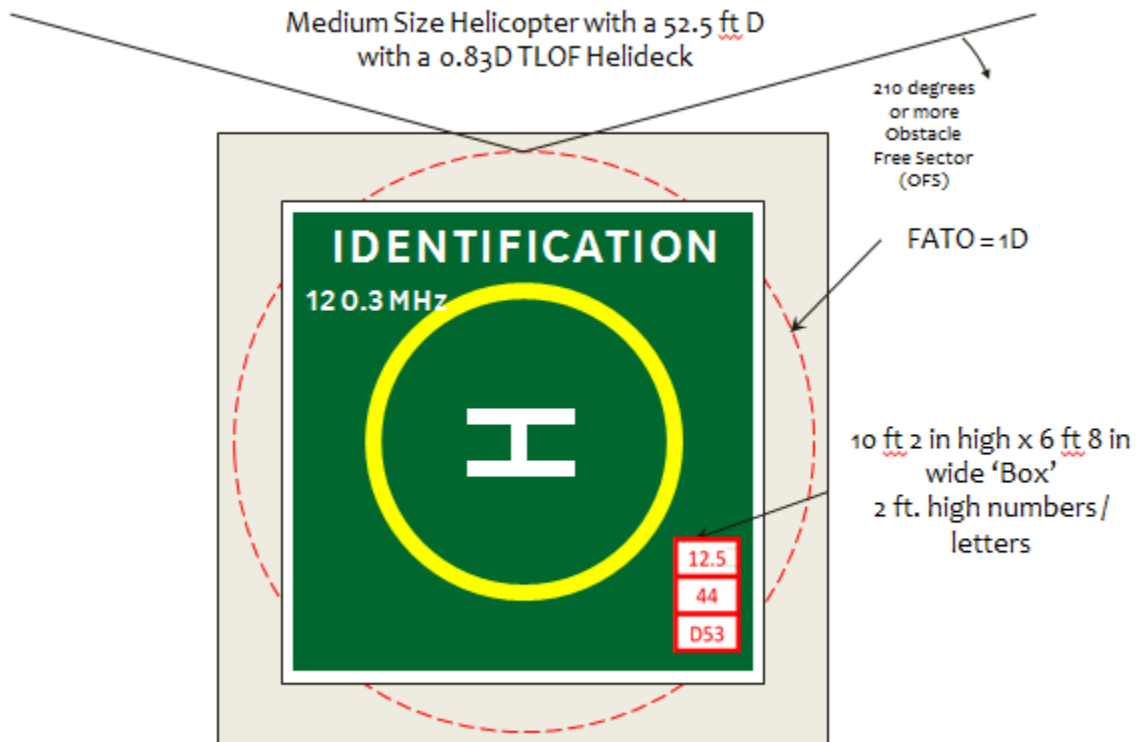 Medium Size Helicopter with a 52.5 ft D
with a 0.83D TLOF Helideck
210 degrees
or more
Obstacle
Free Sector
(OFS)
FATO = 1D
IDENTIFICATION
12 0.3 MHz
H
10 ft 2 in high x 6 ft 8 in
wide ‘Box’
2 ft. high numbers /
letters
12.5
44
D53